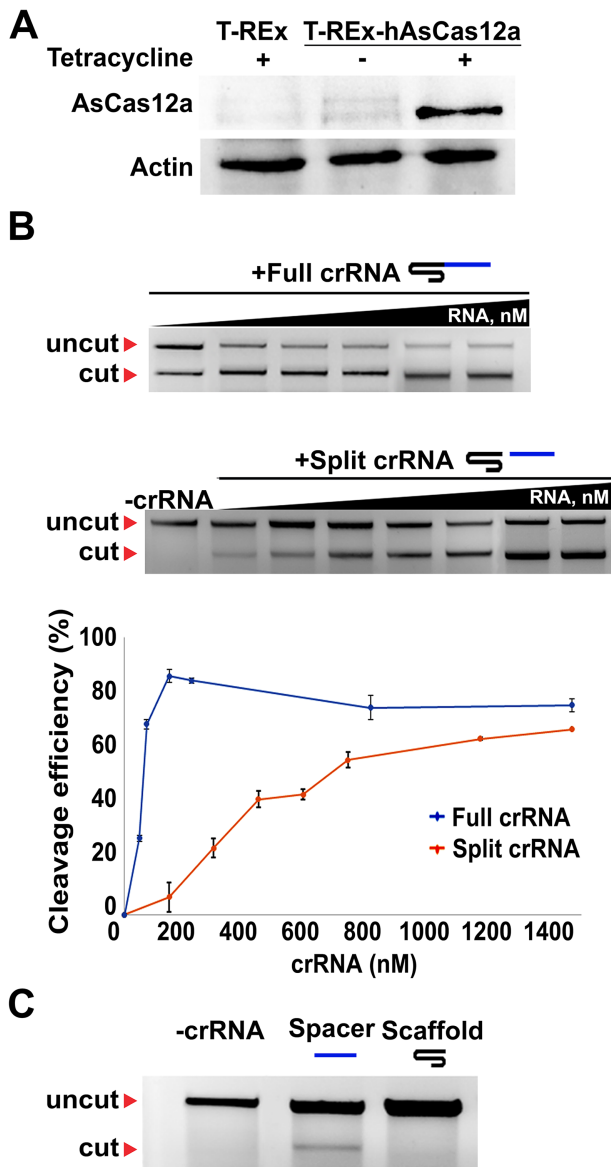 A
T-REx T-REx-hAsCas12a
Tetracycline + - +
AsCas12a
Actin
B
+Full crRNA
RNA, nM
uncut
cut
+Split crRNA
-crRNA
RNA, nM
uncut
cut
100
80
60
40
20
0
Cleavage efficiency (%)
Full crRNA
Split crRNA
0 200 400 600 800 1000 1200 1400
crRNA (nM)
C
-crRNA Spacer Scaffold
uncut
cut